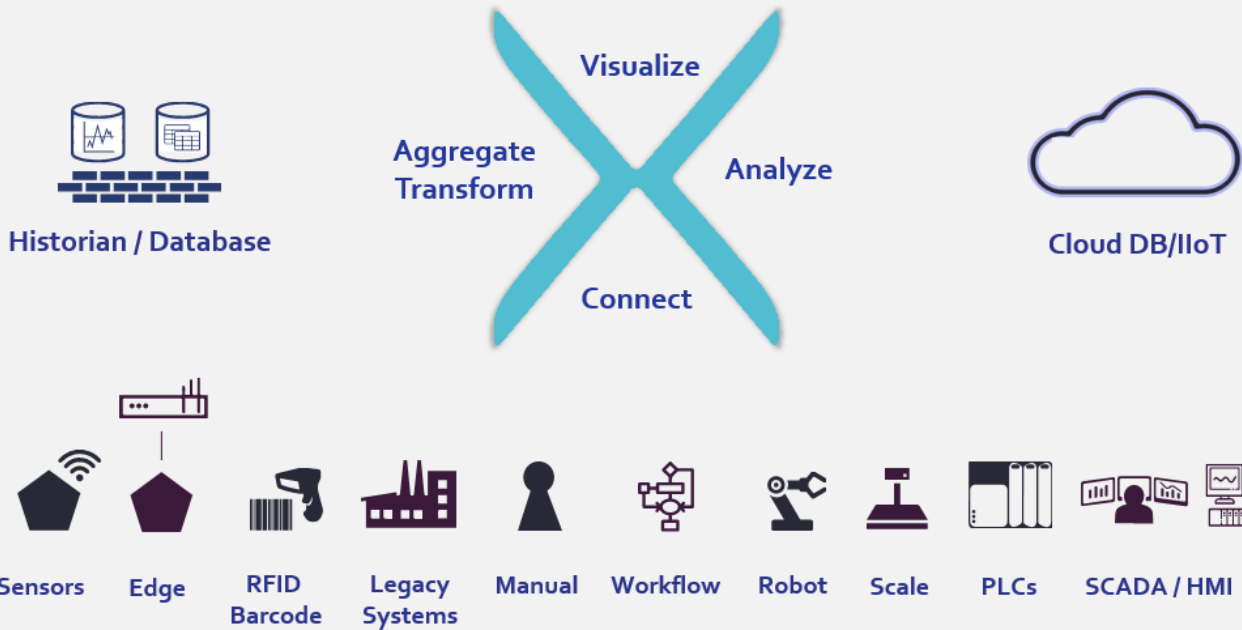 Visualize
Aggregate
Transform
Analyze
Historian / Database
Cloud DB/IIoT
Connect
Sensors
Edge
RFID
Barcode
Legacy
Systems
Manual
Workflow
Robot
Scale
PLCs
SCADA / HMI